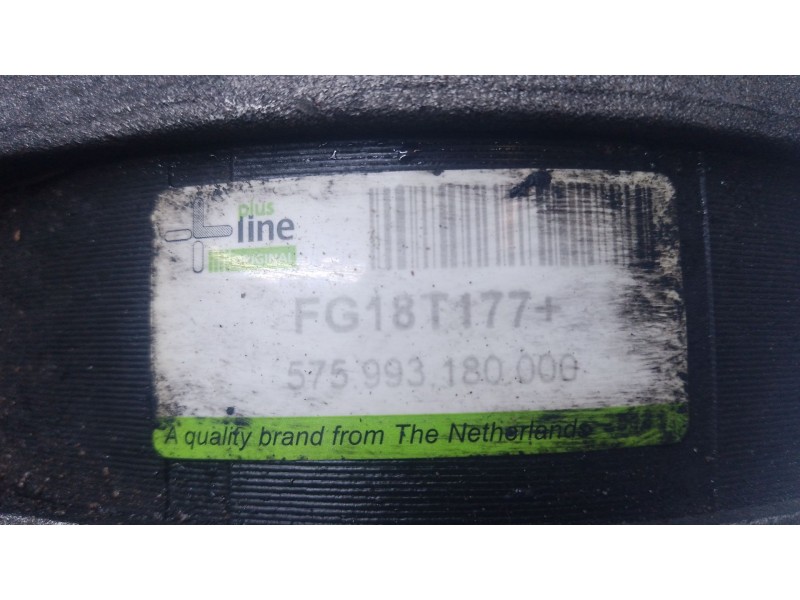 plus
line
ORIGINAL
FG18T177+
575 993 180 000
A quality brand from The Netherlands